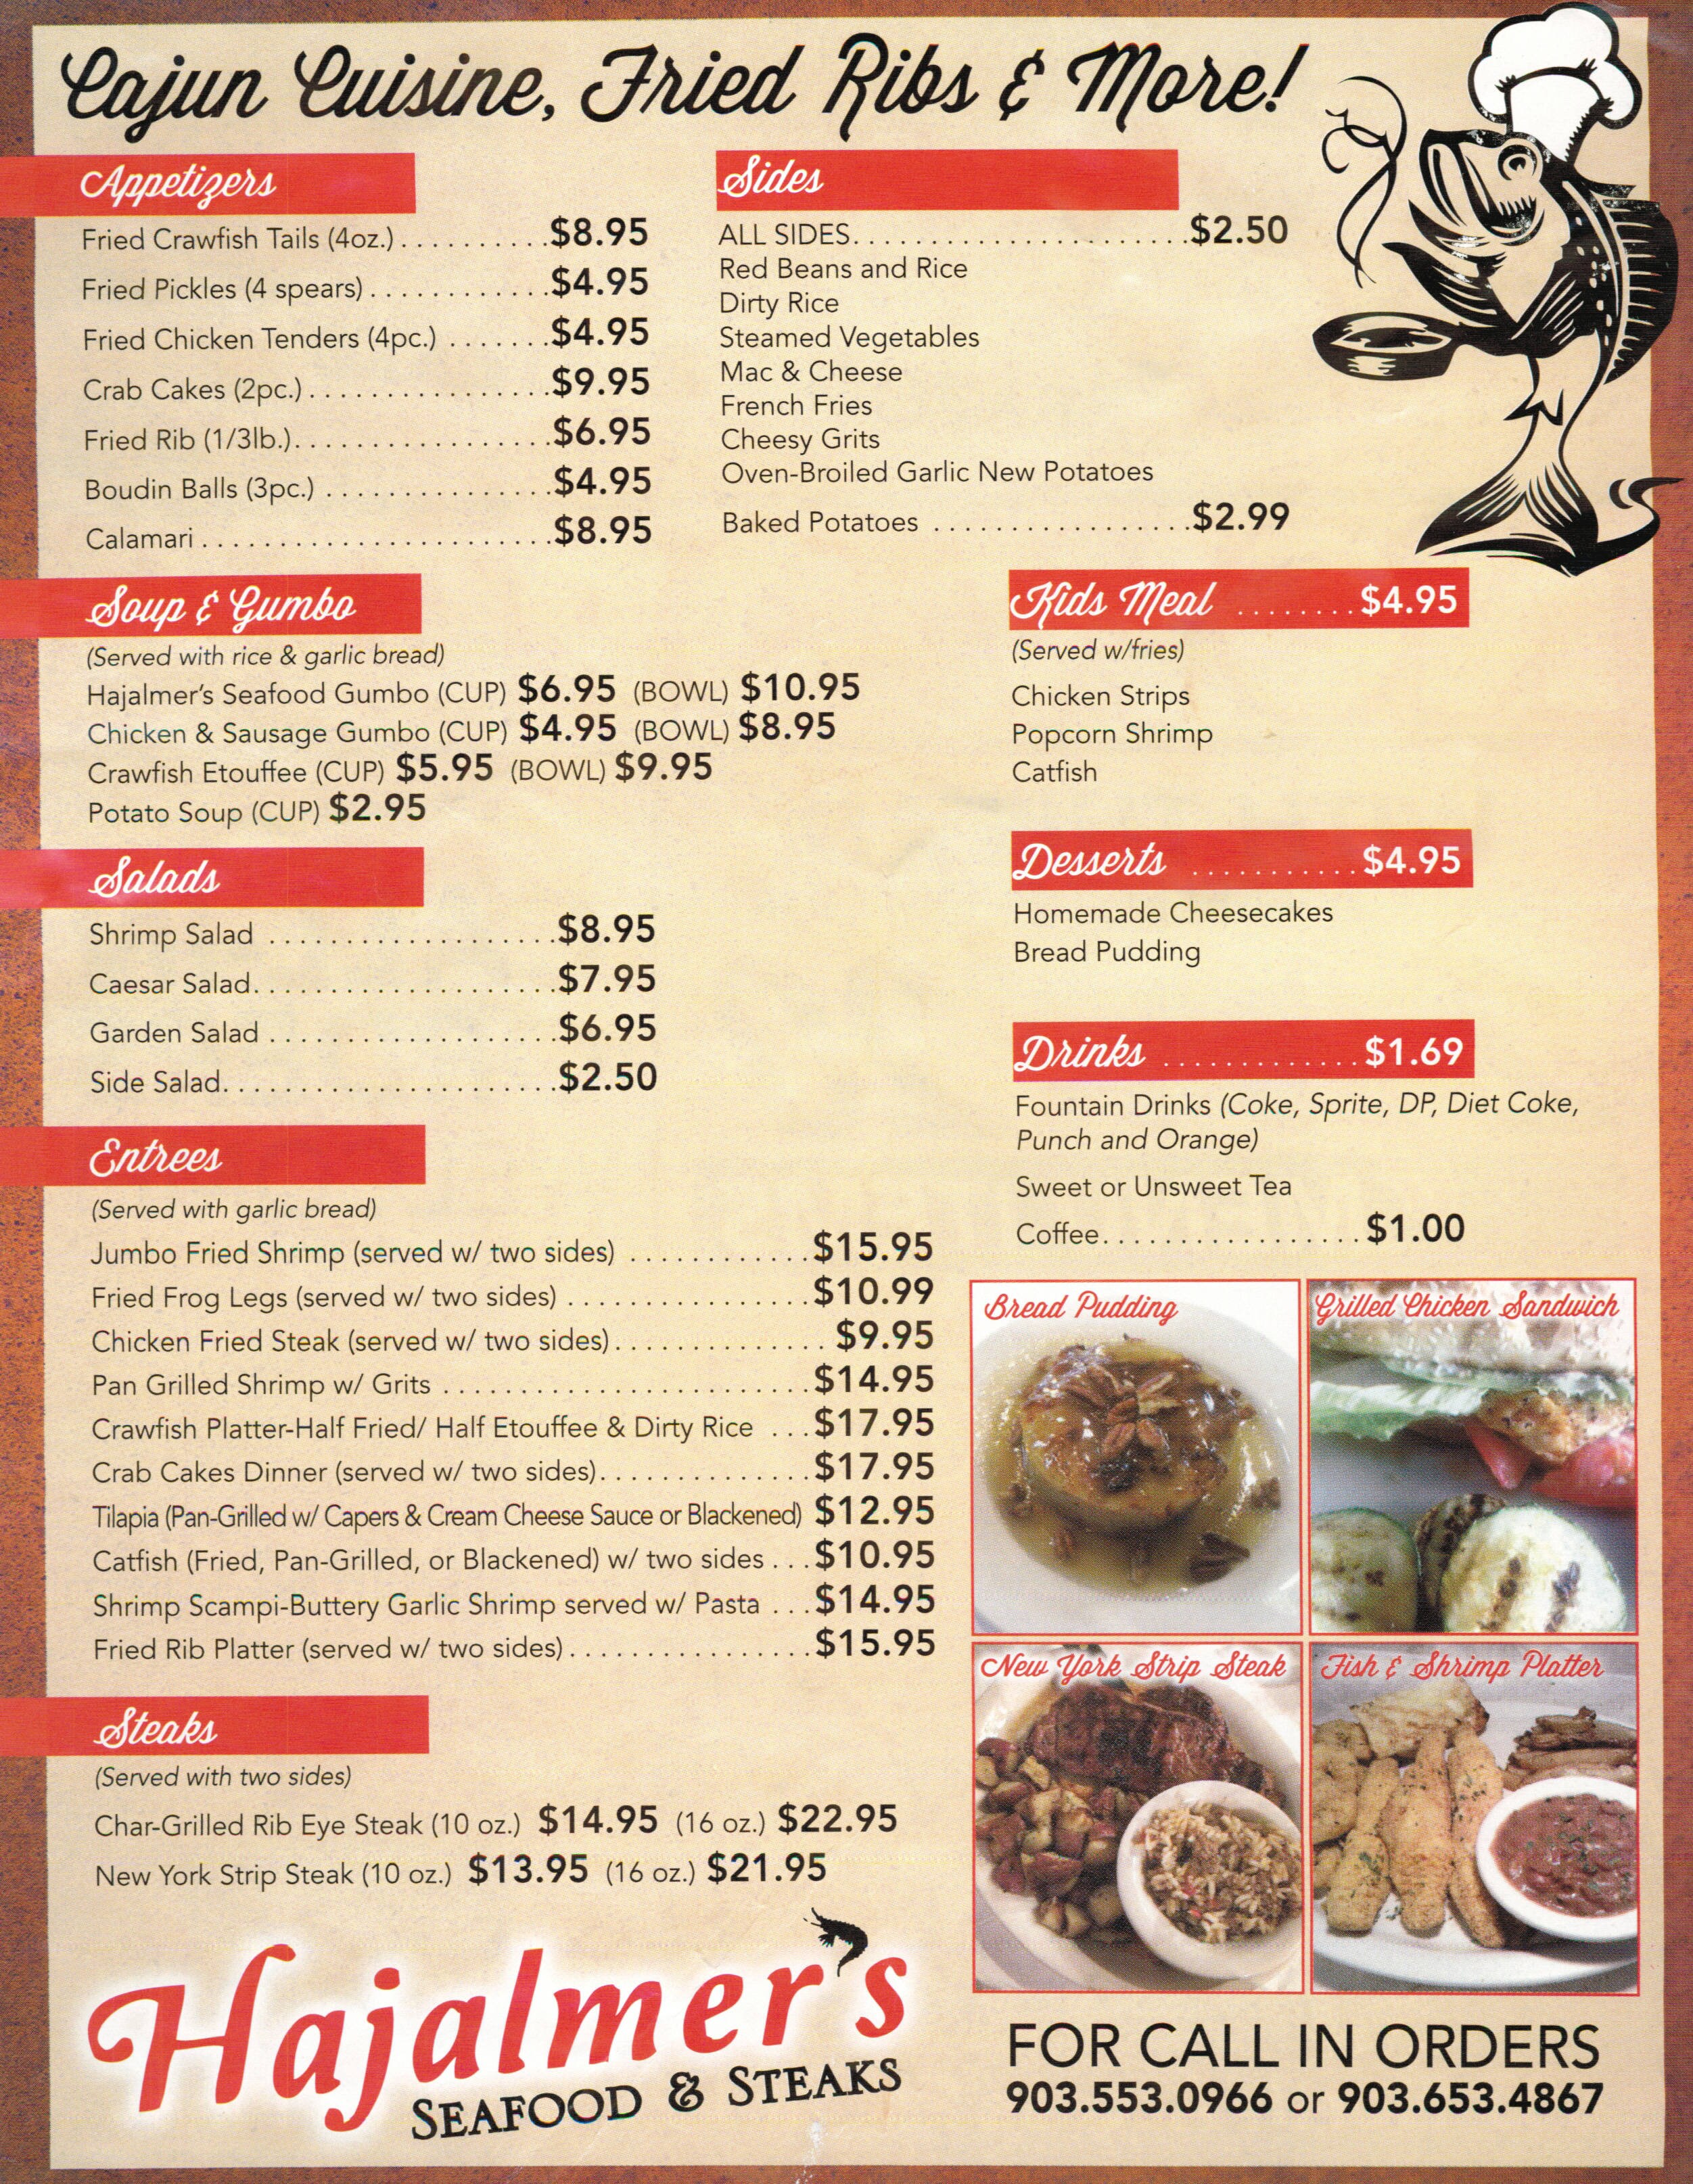 Cajun Cuisine, Fried Ribs & More!
Appetizers
Fried Crawfish Tails (4oz.) . . . . . . . . . . $8.95
Fried Pickles (4 spears) . . . . . . . . . . . . $4.95
Fried Chicken Tenders (4pc.) . . . . . . . $4.95
Crab Cakes (2pc.) . . . . . . . . . . . . . . . . $9.95
Fried Rib (1/3lb.). . . . . . . . . . . . . . . . . $6.95
Boudin Balls (3pc.) . . . . . . . . . . . . . . . $4.95
Calamari . . . . . . . . . . . . . . . . . . . . . . . $8.95
Sides
ALL SIDES. . . . . . . . . . . . . . . . . . . . . . . $2.50
Red Beans and Rice
Dirty Rice
Steamed Vegetables
Mac & Cheese
French Fries
Cheesy Grits
Oven-Broiled Garlic New Potatoes
Baked Potatoes . . . . . . . . . . . . . . . . . $2.99
Soup & Gumbo
(Served with rice & garlic bread)
Hajalmer's Seafood Gumbo (CUP) $6.95 (BOWL) $10.95
Chicken & Sausage Gumbo (CUP) $4.95 (BOWL) $8.95
Crawfish Etouffee (CUP) $5.95 (BOWL) $9.95
Potato Soup (CUP) $2.95
Kids Meal . . . . . . . . $4.95
(Served w/fries)
Chicken Strips
Popcorn Shrimp
Catfish
Salads
Shrimp Salad . . . . . . . . . . . . . . . . . . . $8.95
Caesar Salad. . . . . . . . . . . . . . . . . . . . $7.95
Garden Salad . . . . . . . . . . . . . . . . . . . $6.95
Side Salad. . . . . . . . . . . . . . . . . . . . . . $2.50
Desserts . . . . . . . . . . . $4.95
Homemade Cheesecakes
Bread Pudding
Drinks . . . . . . . . . . . . . $1.69
Fountain Drinks (Coke, Sprite, DP, Diet Coke,
Punch and Orange)
Sweet or Unsweet Tea
Coffee. . . . . . . . . . . . . . . . . $1.00
Entrees
(Served with garlic bread)
Jumbo Fried Shrimp (served w/ two sides) . . . . . . . . . . . . $15.95
Fried Frog Legs (served w/ two sides) . . . . . . . . . . . . . . . . $10.99
Chicken Fried Steak (served w/ two sides). . . . . . . . . . . . . . $9.95
Pan Grilled Shrimp w/ Grits . . . . . . . . . . . . . . . . . . . . . . . . $14.95
Crawfish Platter-Half Fried/ Half Etouffee & Dirty Rice . . . $17.95
Crab Cakes Dinner (served w/ two sides). . . . . . . . . . . . . . $17.95
Tilapia (Pan-Grilled w/ Capers & Cream Cheese Sauce or Blackened) $12.95
Catfish (Fried, Pan-Grilled, or Blackened) w/ two sides . . . $10.95
Shrimp Scampi-Buttery Garlic Shrimp served w/ Pasta . . . $14.95
Fried Rib Platter (served w/ two sides). . . . . . . . . . . . . . . . $15.95
Bread Pudding
Grilled Chicken Sandwich
New York Strip Steak
Fish & Shrimp Platter
Steaks
(Served with two sides)
Char-Grilled Rib Eye Steak (10 oz.) $14.95 (16 oz.) $22.95
New York Strip Steak (10 oz.) $13.95 (16 oz.) $21.95
Hajalmer's
SEAFOOD & STEAKS
FOR CALL IN ORDERS
903.553.0966 or 903.653.4867